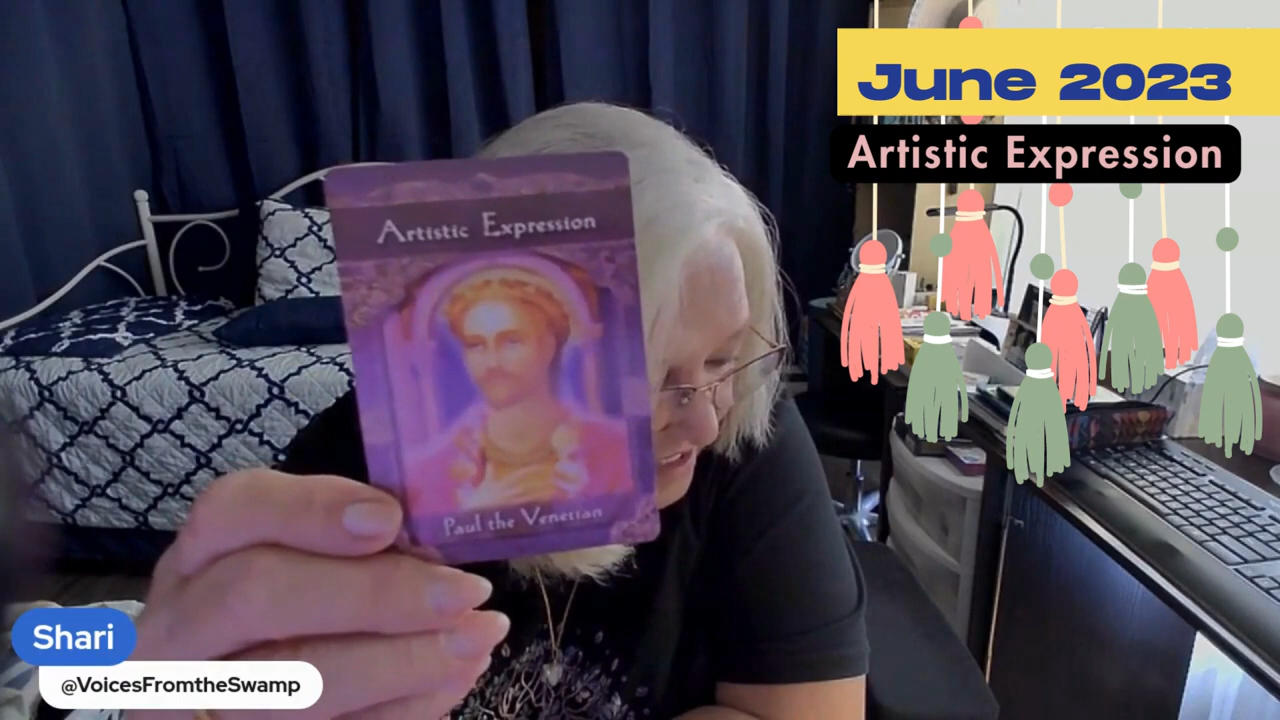 June 2023
Artistic Expression
Artistic Expression
Paul the Venetian
Shari
@VoicesFromtheSwamp